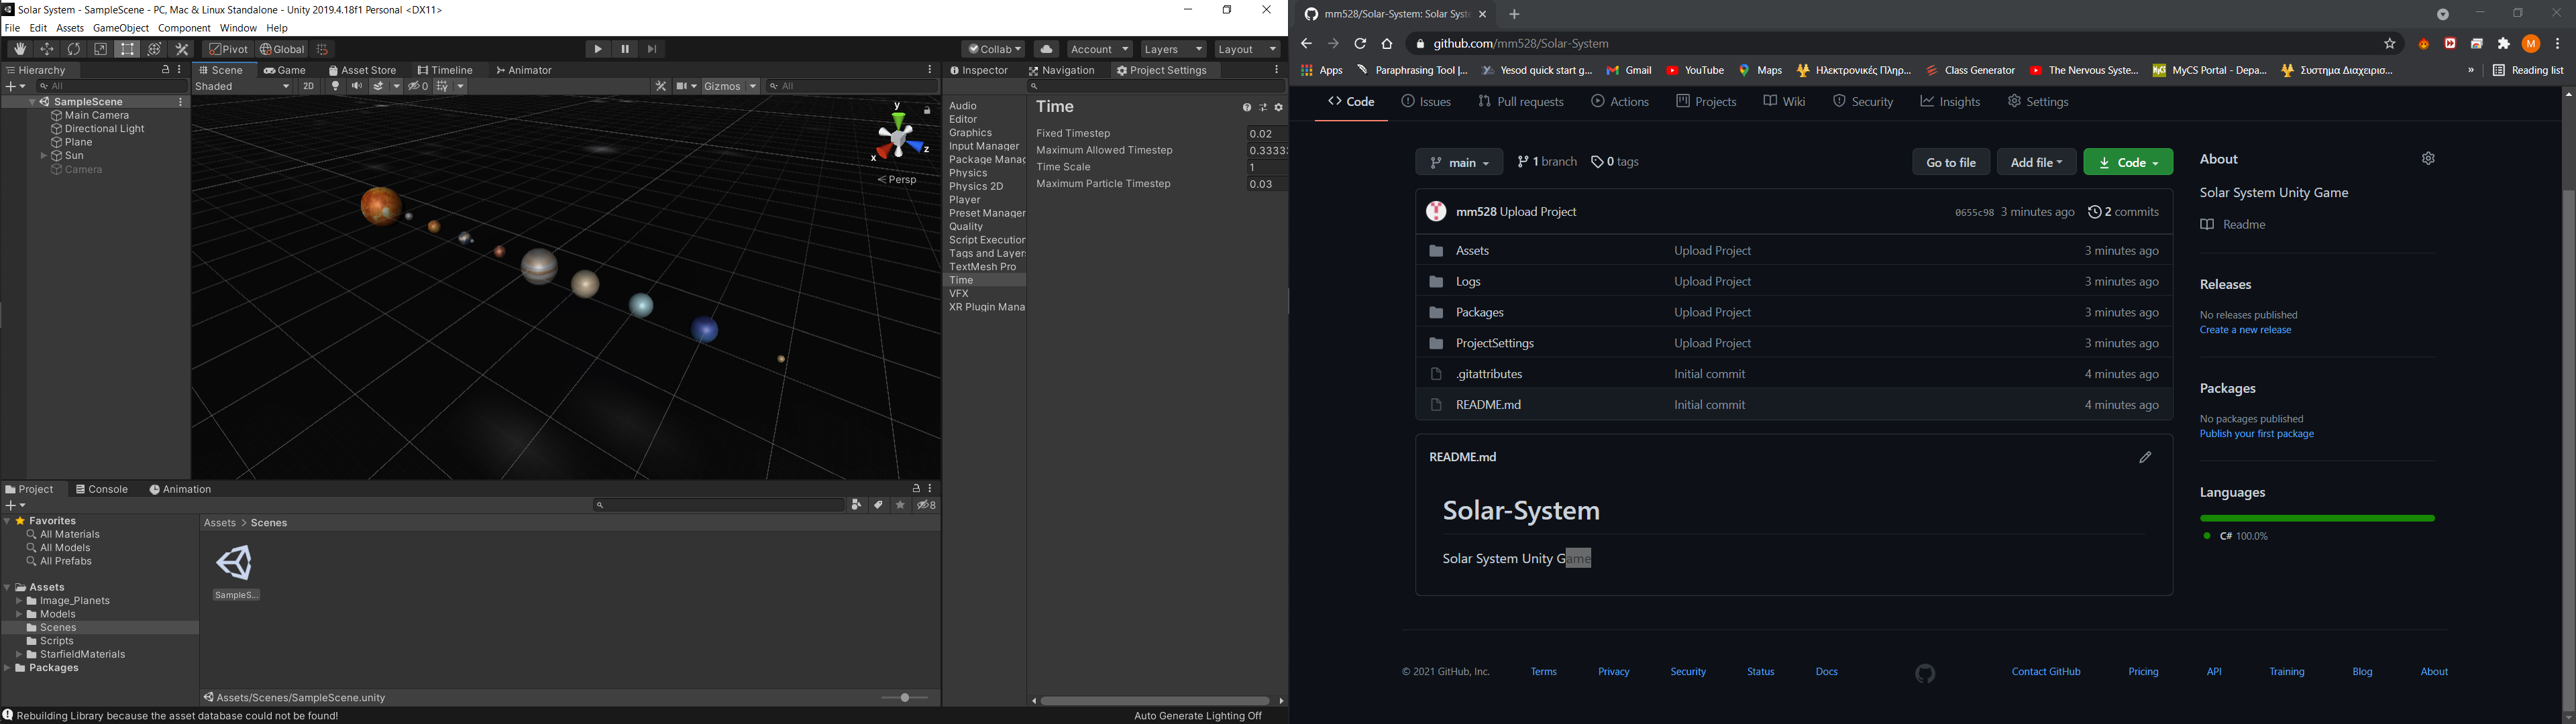 Solar System - SampleScene - PC, Mac & Linux Standalone - Unity 2019.4.18f1 Personal <DX11>
File Edit Assets GameObject Component Window Help
Pivot Global Collab Account Layers Layout
Hierarchy
All
SampleScene
Main Camera
Directional Light
Plane
Sun
Camera
Scene Game Asset Store Timeline Animator
Shaded 2D 0 Gizmos All
y
x
z
Persp
Inspector Navigation Project Settings
Audio
Editor
Graphics
Input Manager
Package Manag
Physics
Physics 2D
Player
Preset Manager
Quality
Script Execution
Tags and Layers
TextMesh Pro
Time
VFX
XR Plugin Mana
Time
Fixed Timestep 0.02
Maximum Allowed Timestep 0.33333
Time Scale 1
Maximum Particle Timestep 0.03
Project Console Animation
8
Favorites
All Materials
All Models
All Prefabs
Assets
Image_Planets
Models
Scenes
Scripts
StarfieldMaterials
Packages
Assets > Scenes
SampleS...
Assets/Scenes/SampleScene.unity
Rebuilding Library because the asset database could not be found!
Auto Generate Lighting Off
mm528/Solar-System: Solar Syste
github.com/mm528/Solar-System
M
Apps Paraphrasing Tool |... Yesod quick start g... Gmail YouTube Maps Ηλεκτρονικές Πληρ... Class Generator The Nervous Syste... MyCS Portal - Depa... Συστημα Διαχειρισ... » Reading list
Code Issues Pull requests Actions Projects Wiki Security Insights Settings
main 1 branch 0 tags Go to file Add file Code
mm528 Upload Project 0655c98 3 minutes ago 2 commits
Assets Upload Project 3 minutes ago
Logs Upload Project 3 minutes ago
Packages Upload Project 3 minutes ago
ProjectSettings Upload Project 3 minutes ago
.gitattributes Initial commit 4 minutes ago
README.md Initial commit 4 minutes ago
README.md
Solar-System
Solar System Unity Game
About
Solar System Unity Game
Readme
Releases
No releases published
Create a new release
Packages
No packages published
Publish your first package
Languages
C# 100.0%
© 2021 GitHub, Inc. Terms Privacy Security Status Docs Contact GitHub Pricing API Training Blog About